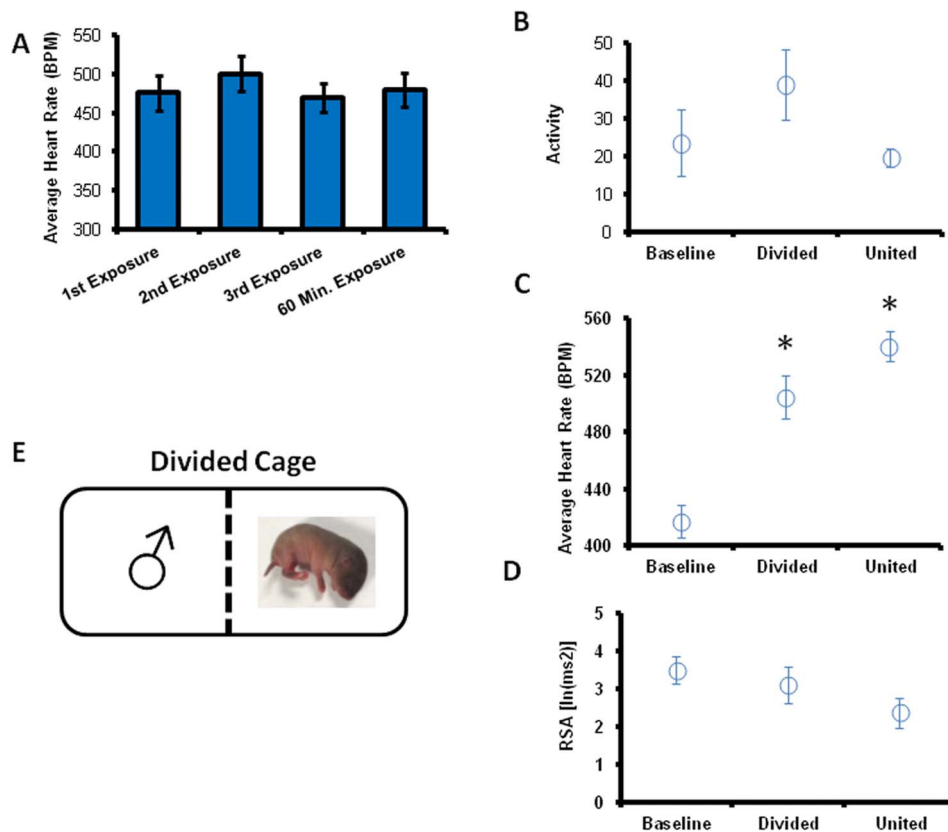 A
Average Heart Rate (BPM)
550
500
450
400
350
300
1st Exposure
2nd Exposure
3rd Exposure
60 Min. Exposure
B
Activity
50
40
30
20
10
0
Baseline Divided United
C
Average Heart Rate (BPM)
560
520
480
440
400
*
*
Baseline Divided United
D
RSA [ln(ms2)]
5
4
3
2
1
0
Baseline Divided United
E
Divided Cage